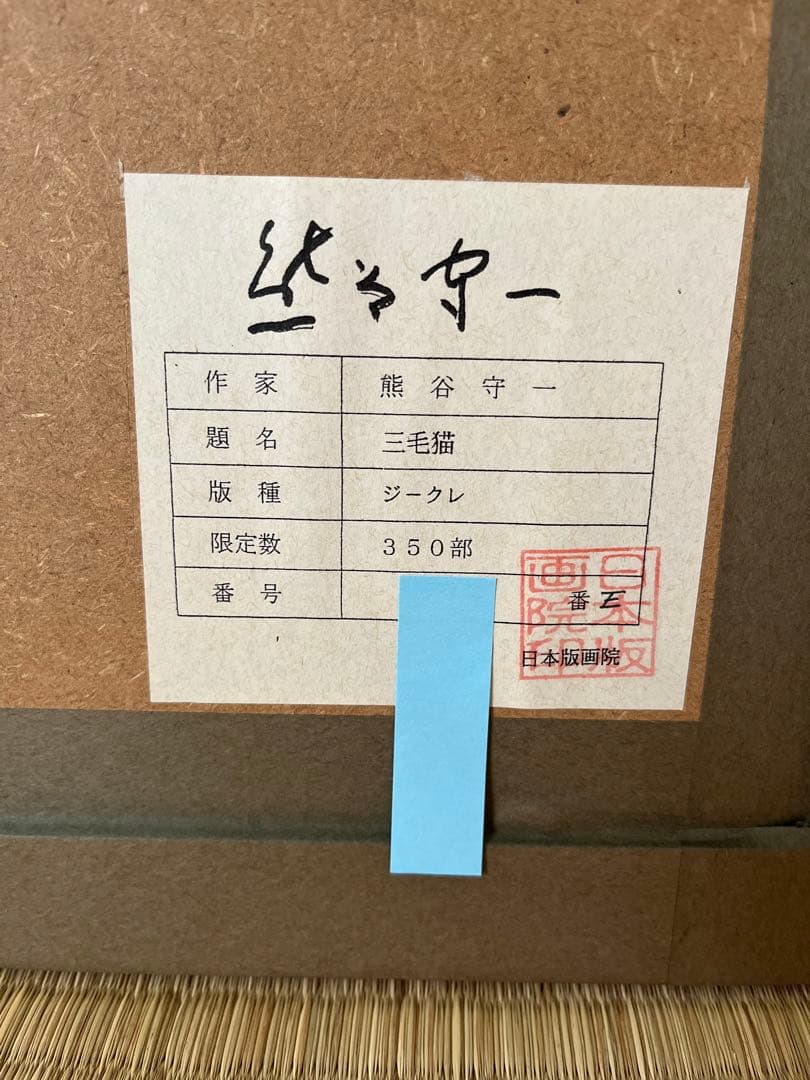 熊谷守一
作家 熊谷守一
題名 三毛猫
版種 ジークレ
限定数 350部
番号 番
日本版画院
日本版画院印